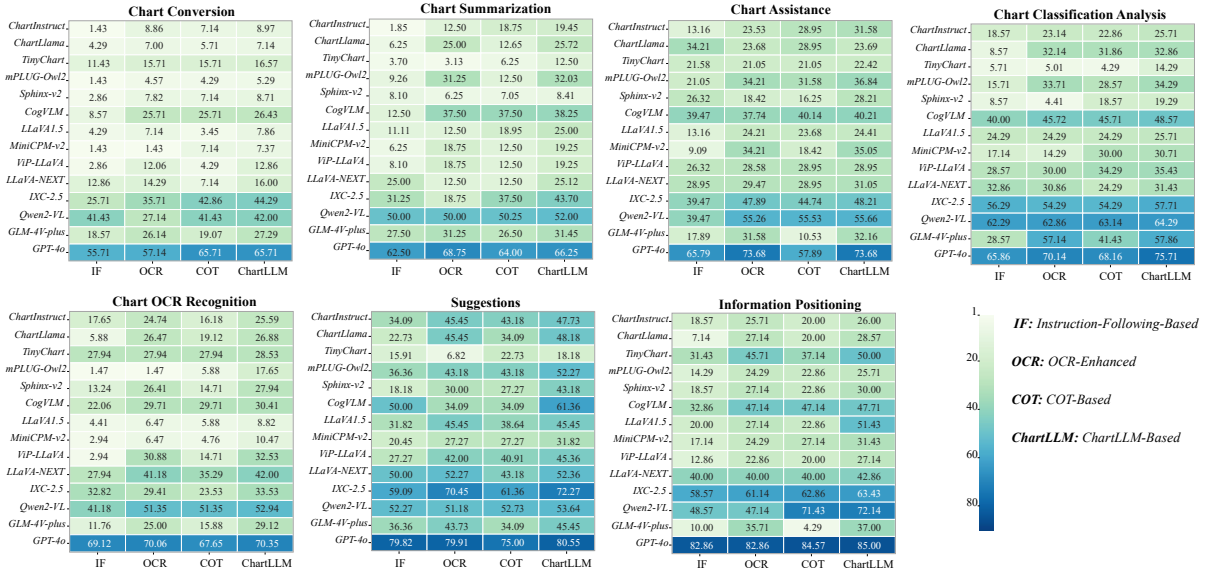 Chart Conversion
ChartInstruct 1.43 8.86 7.14 8.97
ChartLlama 4.29 7.00 5.71 7.14
TinyChart 11.43 15.71 15.71 16.57
mPLUG-Owl2 1.43 4.57 4.29 5.29
Sphinx-v2 2.86 7.82 7.14 8.71
CogVLM 8.57 25.71 25.71 26.43
LLaVA1.5 4.29 7.14 3.45 7.86
MiniCPM-v2 1.43 1.43 7.14 7.37
ViP-LLaVA 2.86 12.06 4.29 12.86
LLaVA-NEXT 12.86 14.29 7.14 16.00
IXC-2.5 25.71 35.71 42.86 44.29
Qwen2-VL 41.43 27.14 41.43 42.00
GLM-4V-plus 18.57 26.14 19.07 27.29
GPT-4o 55.71 57.14 65.71 65.71
IF OCR COT ChartLLM
Chart Summarization
ChartInstruct 1.85 12.50 18.75 19.45
ChartLlama 6.25 25.00 12.65 25.72
TinyChart 3.70 3.13 6.25 12.50
mPLUG-Owl2 9.26 31.25 12.50 32.03
Sphinx-v2 8.10 6.25 7.05 8.41
CogVLM 12.50 37.50 37.50 38.25
LLaVA1.5 11.11 12.50 18.95 25.00
MiniCPM-v2 6.25 18.75 12.50 19.25
ViP-LLaVA 8.10 18.75 12.50 19.25
LLaVA-NEXT 25.00 12.50 12.50 25.12
IXC-2.5 31.25 18.75 37.50 43.70
Qwen2-VL 50.00 50.00 50.25 52.00
GLM-4V-plus 27.50 31.25 26.50 31.45
GPT-4o 62.50 68.75 64.00 66.25
IF OCR COT ChartLLM
Chart Assistance
ChartInstruct 13.16 23.53 28.95 31.58
ChartLlama 34.21 23.68 28.95 23.69
TinyChart 21.58 21.05 21.05 22.42
mPLUG-Owl2 21.05 34.21 31.58 36.84
Sphinx-v2 26.32 18.42 16.25 28.21
CogVLM 39.47 37.74 40.14 40.21
LLaVA1.5 13.16 24.21 23.68 24.41
MiniCPM-v2 9.09 34.21 18.42 35.05
ViP-LLaVA 26.32 28.58 28.95 28.95
LLaVA-NEXT 28.95 29.47 28.95 31.05
IXC-2.5 39.47 47.89 44.74 48.21
Qwen2-VL 39.47 55.26 55.53 55.66
GLM-4V-plus 17.89 31.58 10.53 32.16
GPT-4o 65.79 73.68 57.89 73.68
IF OCR COT ChartLLM
Chart Classification Analysis
ChartInstruct 18.57 23.14 22.86 25.71
ChartLlama 8.57 32.14 31.86 32.86
TinyChart 5.71 5.01 4.29 14.29
mPLUG-Owl2 15.71 33.71 28.57 34.29
Sphinx-v2 8.57 4.41 18.57 19.29
CogVLM 40.00 45.72 45.71 48.57
LLaVA1.5 24.29 24.29 24.29 25.71
MiniCPM-v2 17.14 14.29 30.00 30.71
ViP-LLaVA 28.57 30.00 34.29 35.43
LLaVA-NEXT 32.86 30.86 24.29 31.43
IXC-2.5 56.29 54.29 54.29 57.71
Qwen2-VL 62.29 62.86 63.14 64.29
GLM-4V-plus 28.57 57.14 41.43 57.86
GPT-4o 65.86 70.14 68.16 75.71
IF OCR COT ChartLLM
Chart OCR Recognition
ChartInstruct 17.65 24.74 16.18 25.59
ChartLlama 5.88 26.47 19.12 26.88
TinyChart 27.94 27.94 27.94 28.53
mPLUG-Owl2 1.47 1.47 5.88 17.65
Sphinx-v2 13.24 26.41 14.71 27.94
CogVLM 22.06 29.71 29.71 30.41
LLaVA1.5 4.41 6.47 5.88 8.82
MiniCPM-v2 2.94 6.47 4.76 10.47
ViP-LLaVA 2.94 30.88 14.71 32.53
LLaVA-NEXT 27.94 41.18 35.29 42.00
IXC-2.5 32.82 29.41 23.53 33.53
Qwen2-VL 41.18 51.35 51.35 52.94
GLM-4V-plus 11.76 25.00 15.88 29.12
GPT-4o 69.12 70.06 67.65 70.35
IF OCR COT ChartLLM
Suggestions
ChartInstruct 34.09 45.45 43.18 47.73
ChartLlama 22.73 45.45 34.09 48.18
TinyChart 15.91 6.82 22.73 18.18
mPLUG-Owl2 36.36 43.18 43.18 52.27
Sphinx-v2 18.18 30.00 27.27 43.18
CogVLM 50.00 34.09 34.09 61.36
LLaVA1.5 31.82 45.45 38.64 45.45
MiniCPM-v2 20.45 27.27 27.27 31.82
ViP-LLaVA 27.27 42.00 40.91 45.36
LLaVA-NEXT 50.00 52.27 43.18 52.36
IXC-2.5 59.09 70.45 61.36 72.27
Qwen2-VL 52.27 51.18 52.73 53.64
GLM-4V-plus 36.36 43.73 34.09 45.45
GPT-4o 79.82 79.91 75.00 80.55
IF OCR COT ChartLLM
Information Positioning
ChartInstruct 18.57 25.71 20.00 26.00
ChartLlama 7.14 27.14 20.00 28.57
TinyChart 31.43 45.71 37.14 50.00
mPLUG-Owl2 14.29 24.29 22.86 25.71
Sphinx-v2 18.57 27.14 22.86 30.00
CogVLM 32.86 47.14 47.14 47.71
LLaVA1.5 20.00 27.14 22.86 51.43
MiniCPM-v2 17.14 24.29 27.14 31.43
ViP-LLaVA 12.86 22.86 20.00 27.14
LLaVA-NEXT 40.00 40.00 40.00 42.86
IXC-2.5 58.57 61.14 62.86 63.43
Qwen2-VL 48.57 47.14 71.43 72.14
GLM-4V-plus 10.00 35.71 4.29 37.00
GPT-4o 82.86 82.86 84.57 85.00
IF OCR COT ChartLLM
1
20
40
60
80
IF: Instruction-Following-Based
OCR: OCR-Enhanced
COT: COT-Based
ChartLLM: ChartLLM-Based